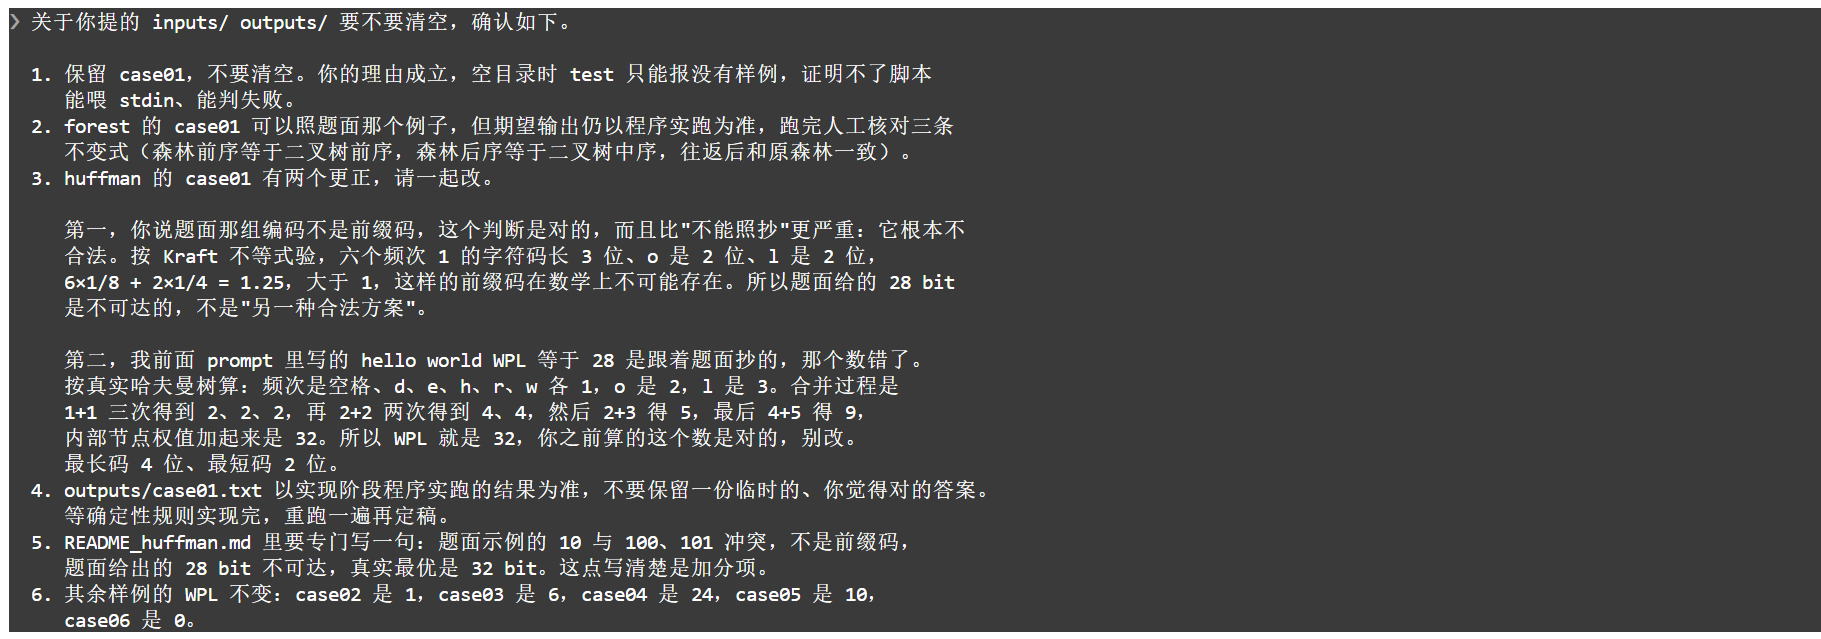 > 关于你提的 inputs/ outputs/ 要不要清空，确认如下。
1. 保留 case01，不要清空。你的理由成立，空目录时 test 只能报没有样例，证明不了脚本
能喂 stdin、能判失败。
2. forest 的 case01 可以照题面那个例子，但期望输出仍以程序实跑为准，跑完人工核对三条
不变式（森林前序等于二叉树前序，森林后序等于二叉树中序，往返后和原森林一致）。
3. huffman 的 case01 有两个更正，请一起改。
第一，你说题面那组编码不是前缀码，这个判断是对的，而且比"不能照抄"更严重：它根本不
合法。按 Kraft 不等式验，六个频次 1 的字符码长 3 位、o 是 2 位、l 是 2 位，
6×1/8 + 2×1/4 = 1.25，大于 1，这样的前缀码在数学上不可能存在。所以题面给的 28 bit
是不可达的，不是"另一种合法方案"。
第二，我前面 prompt 里写的 hello world WPL 等于 28 是跟着题面抄的，那个数错了。
按真实哈夫曼树算：频次是空格、d、e、h、r、w 各 1，o 是 2，l 是 3。合并过程是
1+1 三次得到 2、2、2，再 2+2 两次得到 4、4，然后 2+3 得 5，最后 4+5 得 9，
内部节点权值加起来是 32。所以 WPL 就是 32，你之前算的这个数是对的，别改。
最长码 4 位、最短码 2 位。
4. outputs/case01.txt 以实现阶段程序实跑的结果为准，不要保留一份临时的、你觉得对的答案。
等确定性规则实现完，重跑一遍再定稿。
5. README_huffman.md 里要专门写一句：题面示例的 10 与 100、101 冲突，不是前缀码，
题面给出的 28 bit 不可达，真实最优是 32 bit。这点写清楚是加分项。
6. 其余样例的 WPL 不变：case02 是 1，case03 是 6，case04 是 24，case05 是 10，
case06 是 0。